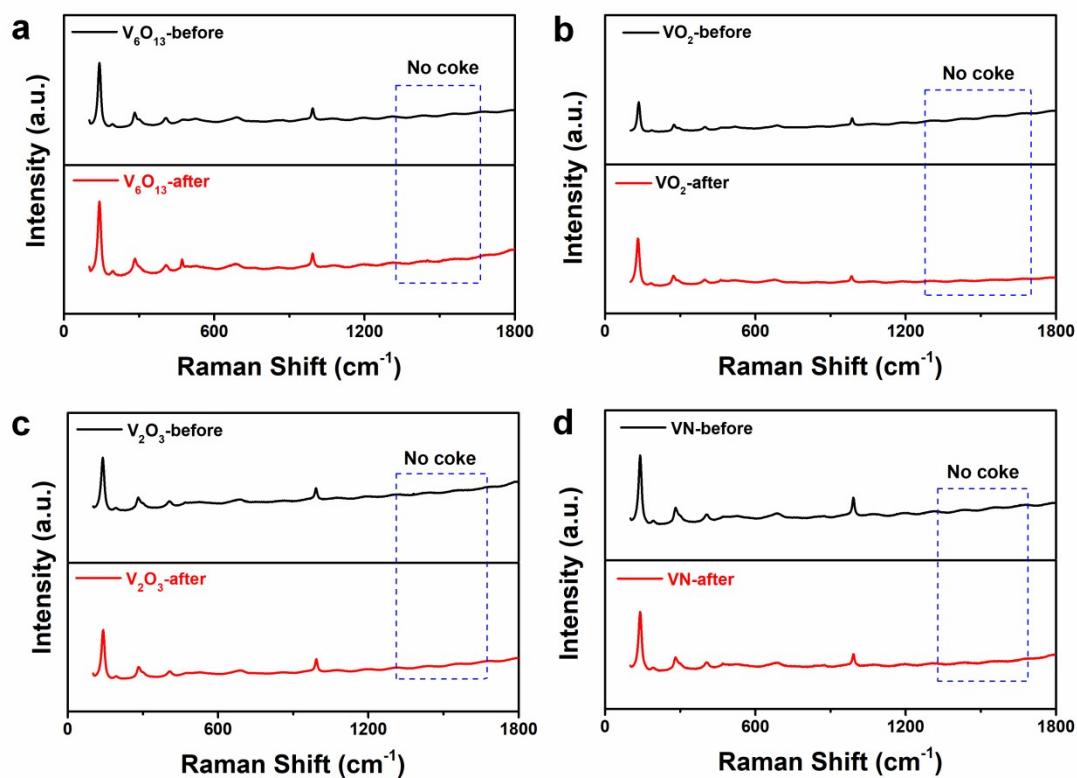 a
V₆O₁₃-before
No coke
V₆O₁₃-after
Intensity (a.u.)
0 600 1200 1800
Raman Shift (cm⁻¹)
b
VO₂-before
No coke
VO₂-after
Intensity (a.u.)
0 600 1200 1800
Raman Shift (cm⁻¹)
c
V₂O₃-before
No coke
V₂O₃-after
Intensity (a.u.)
0 600 1200 1800
Raman Shift (cm⁻¹)
d
VN-before
No coke
VN-after
Intensity (a.u.)
0 600 1200 1800
Raman Shift (cm⁻¹)